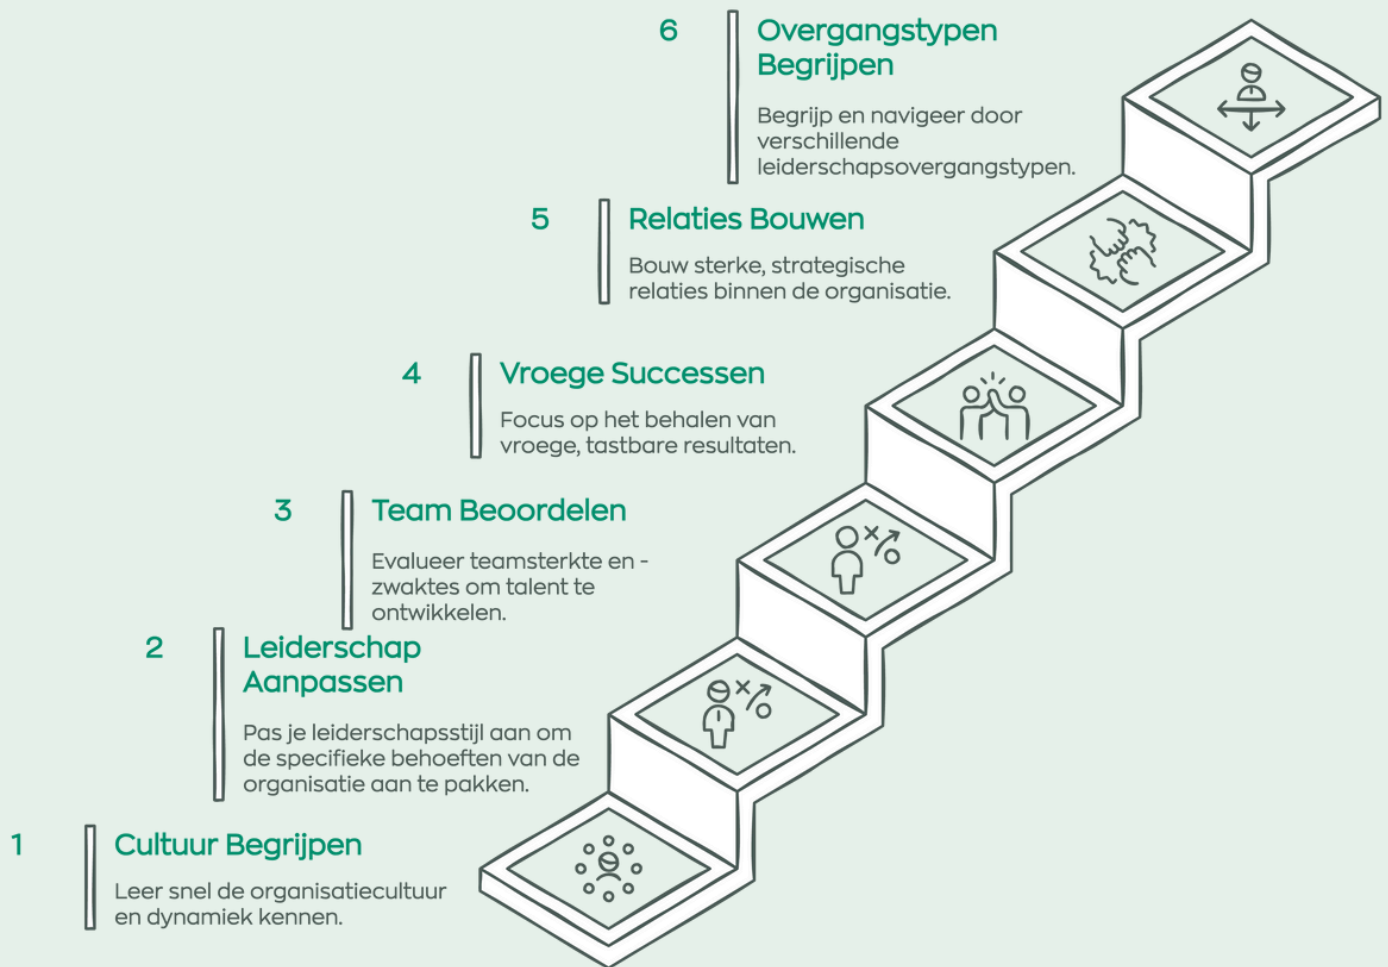 6
Overgangstypen
Begrijpen
Begrijp en navigeer door
verschillende
leiderschapsovergangstypen.
5
Relaties Bouwen
Bouw sterke, strategische
relaties binnen de organisatie.
4
Vroege Successen
Focus op het behalen van
vroege, tastbare resultaten.
3
Team Beoordelen
Evalueer teamsterkte en -
zwaktes om talent te
ontwikkelen.
2
Leiderschap
Aanpassen
Pas je leiderschapsstijl aan om
de specifieke behoeften van de
organisatie aan te pakken.
1
Cultuur Begrijpen
Leer snel de organisatiecultuur
en dynamiek kennen.